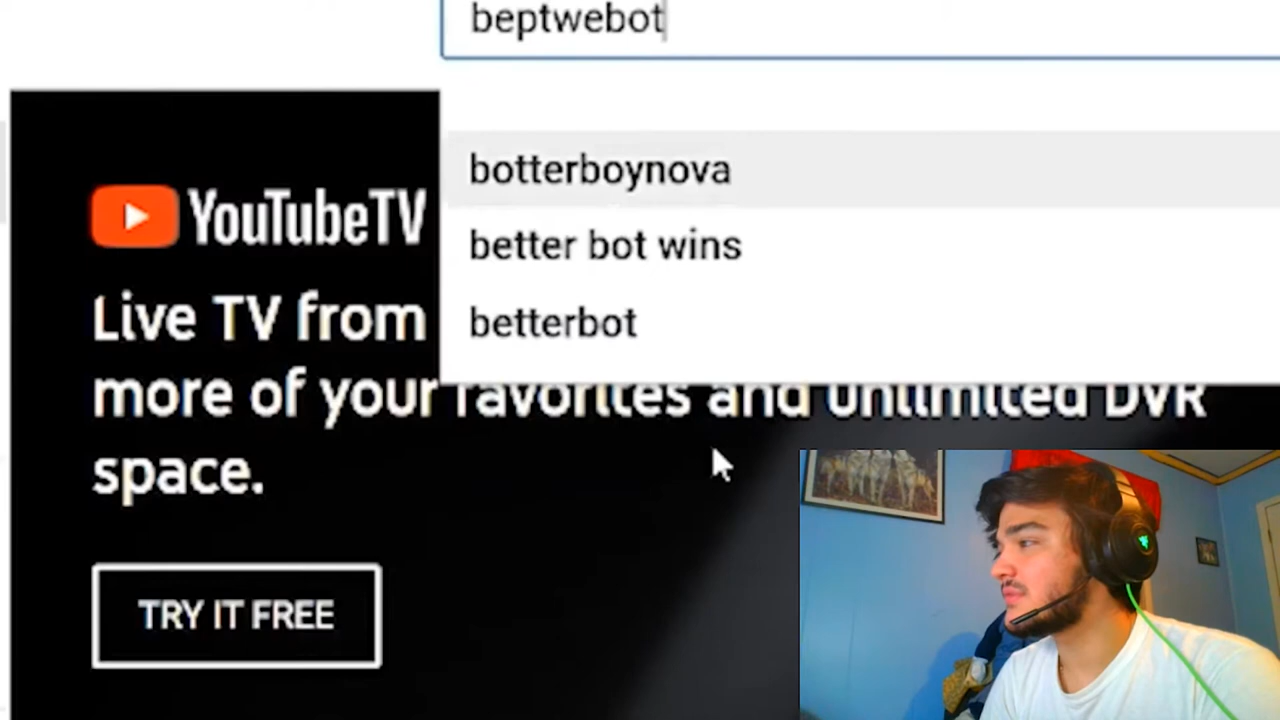 beptwebot
botterboynova
better bot wins
betterbot
YouTubeTV
Live TV from
more of your favorites and unlimited DVR
space.
TRY IT FREE